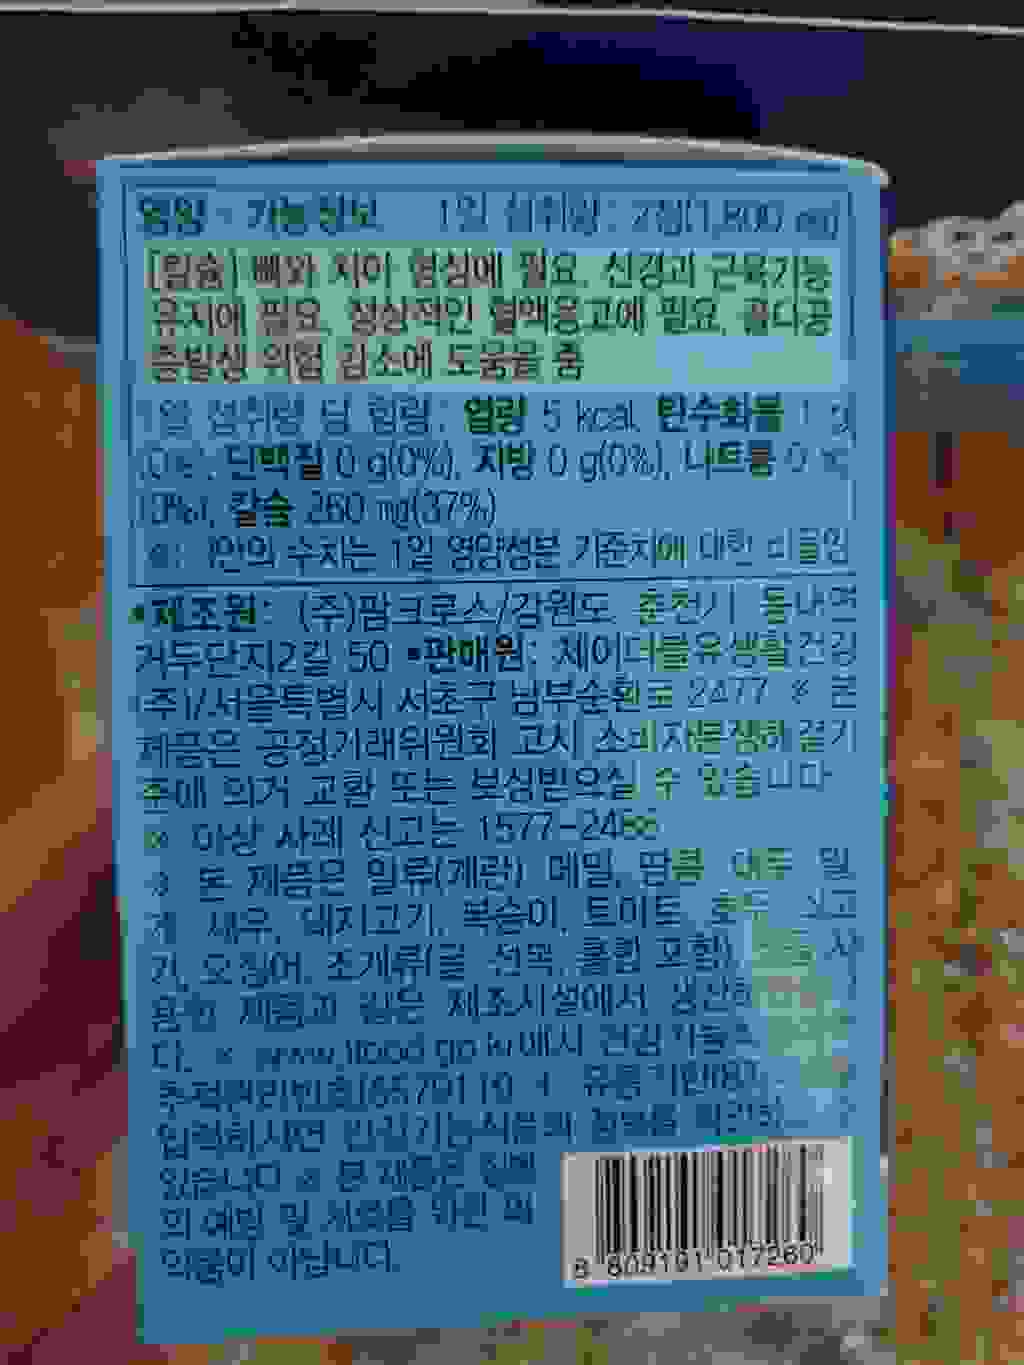 영양 · 기능정보 1일 섭취량: 2정(1,800 mg)
[칼슘] 뼈와 치아 형성에 필요, 신경과 근육기능
유지에 필요, 정상적인 혈액응고에 필요, 골다공
증발생 위험 감소에 도움을 줌
1일 섭취량 당 함량: 열량 5 kcal, 탄수화물 1 g
(0%), 단백질 0 g(0%), 지방 0 g(0%), 나트륨 0
(0%), 칼슘 260 mg(37%)
※( )안의 수치는 1일 영양성분 기준치에 대한 비율임
•제조원: (주)팜크로스/강원도 춘천시 동내면
거두단지2길 50 •판매원: 제이더블유생활건강
(주)/서울특별시 서초구 남부순환로 2477 ※ 본
제품은 공정거래위원회 고시 소비자분쟁해결기
준에 의거 교환 또는 보상받으실 수 있습니다
※ 이상 사례 신고는
※ 본 제품은 알류(계란) 메밀, 땅콩 대두 밀
게 새우, 돼지고기, 복숭아, 토마토 호두 닭고
기, 오징어, 조개류(굴 전복, 홍합 포함), 사
용한 제품과 같은 제조시설에서
다. ※ www.ifood.go.kr에서 건강기능식
유통기한
입력하시면 건강기능식품의 정보를
있습니다 ※ 본 제품은 질병
의 예방 및 치료를 위한 의
약품이 아닙니다.
8 809191 017260